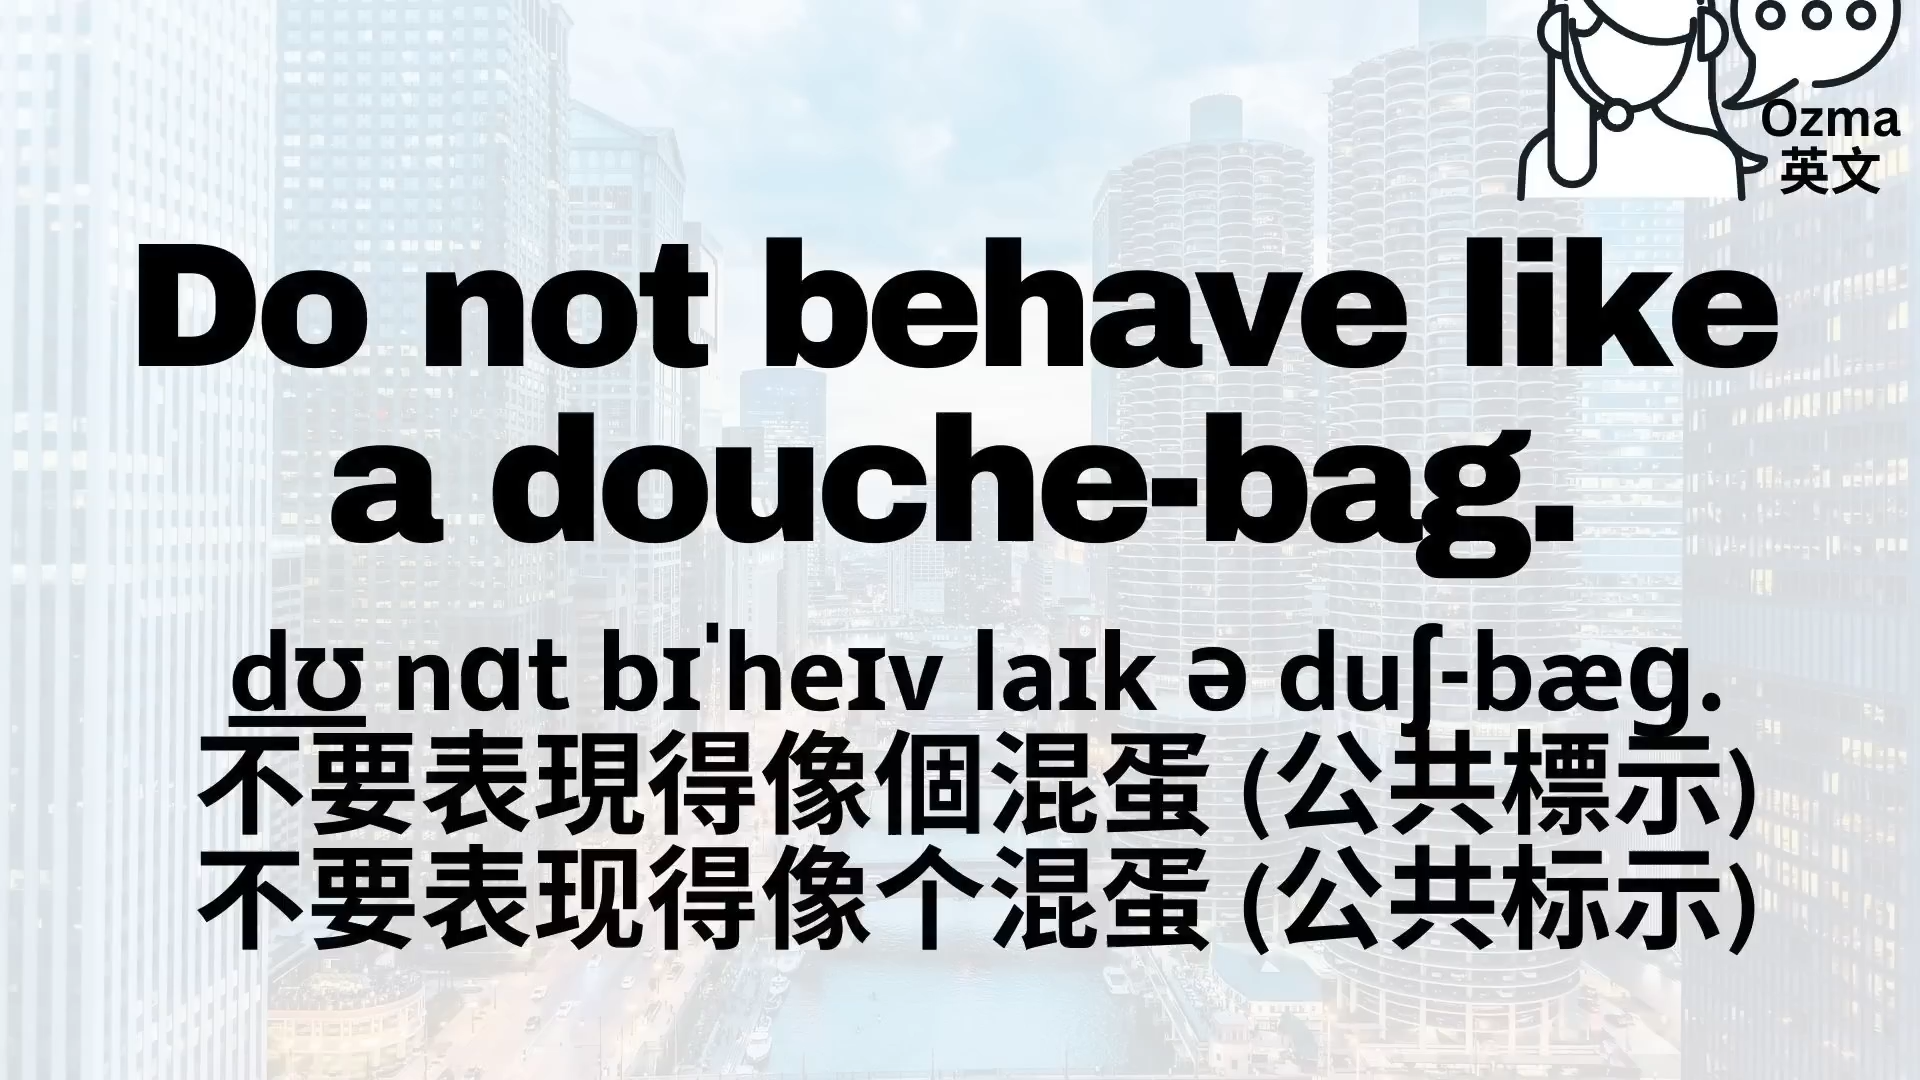 Ozma
英文
Do not behave like
a douche-bag.
dʊ nɑt bɪˈheɪv laɪk ə duʃ-bæg.
不要表現得像個混蛋 (公共標示)
不要表现得像个混蛋 (公共标示)